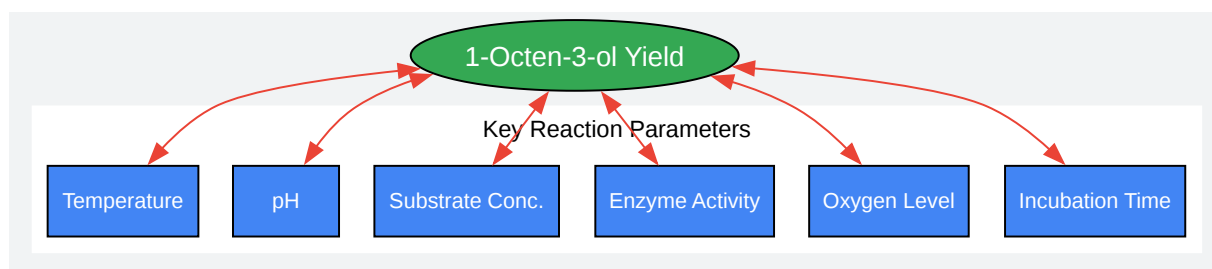 1-Octen-3-ol Yield
Key Reaction Parameters
Temperature
pH
Substrate Conc.
Enzyme Activity
Oxygen Level
Incubation Time